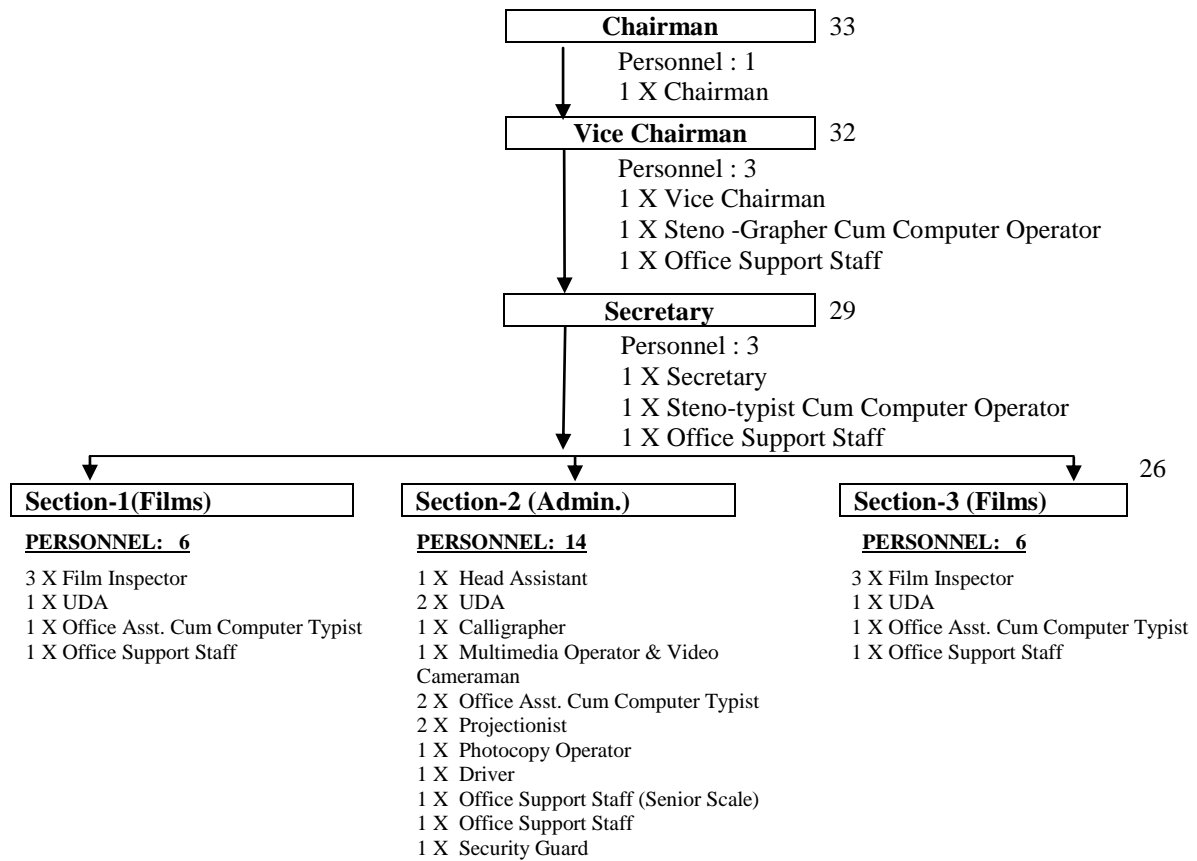 Chairman 33
Personnel : 1
1 X Chairman
Vice Chairman 32
Personnel : 3
1 X Vice Chairman
1 X Steno -Grapher Cum Computer Operator
1 X Office Support Staff
Secretary 29
Personnel : 3
1 X Secretary
1 X Steno-typist Cum Computer Operator
1 X Office Support Staff
26
Section-1(Films)
PERSONNEL: 6
3 X Film Inspector
1 X UDA
1 X Office Asst. Cum Computer Typist
1 X Office Support Staff
Section-2 (Admin.)
PERSONNEL: 14
1 X Head Assistant
2 X UDA
1 X Calligrapher
1 X Multimedia Operator & Video
Cameraman
2 X Office Asst. Cum Computer Typist
2 X Projectionist
1 X Photocopy Operator
1 X Driver
1 X Office Support Staff (Senior Scale)
1 X Office Support Staff
1 X Security Guard
Section-3 (Films)
PERSONNEL: 6
3 X Film Inspector
1 X UDA
1 X Office Asst. Cum Computer Typist
1 X Office Support Staff